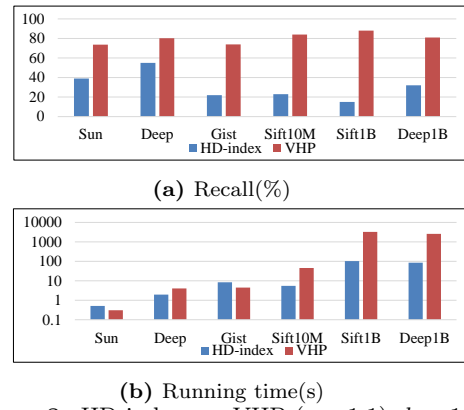 100
80
60
40
20
0
Sun Deep Gist Sift10M Sift1B Deep1B
HD-index VHP
(a) Recall(%)
10000
1000
100
10
1
0.1
Sun Deep Gist Sift10M Sift1B Deep1B
HD-index VHP
(b) Running time(s)